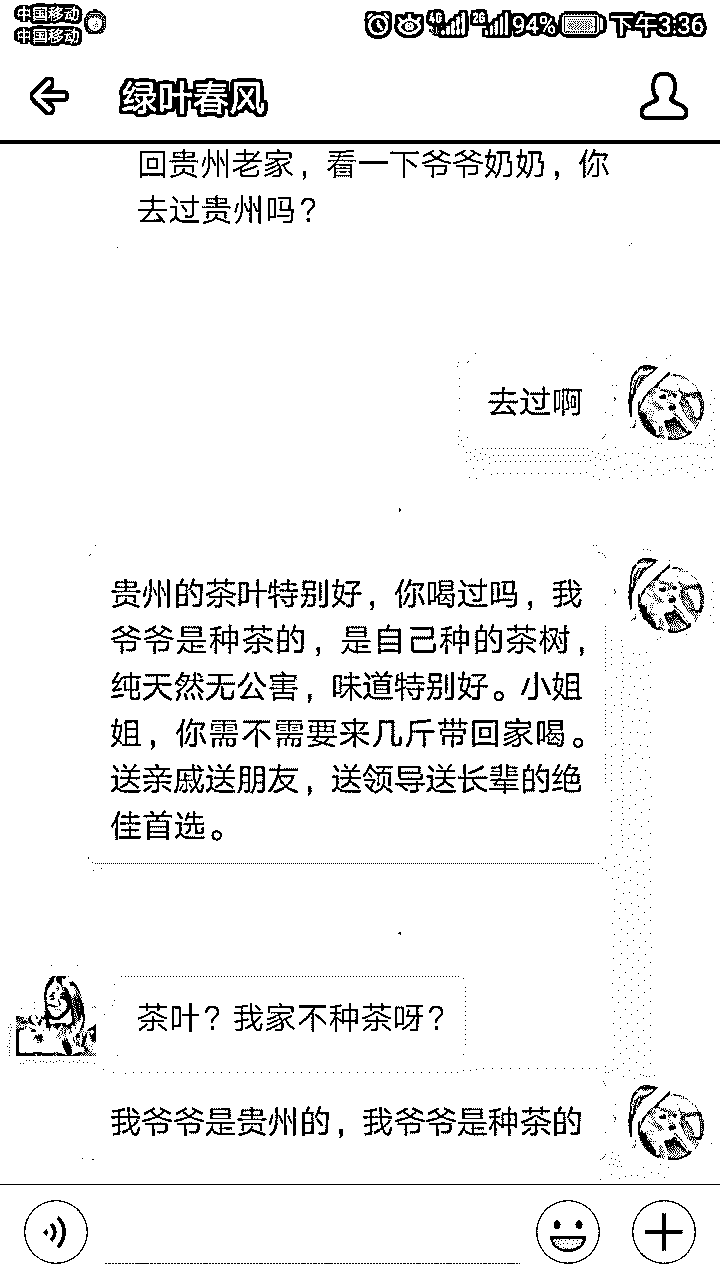 中国移动
中国移动
4G 2G 94% 下午3:36
绿叶春风
回贵州老家，看一下爷爷奶奶，你
去过贵州吗？
去过啊
贵州的茶叶特别好，你喝过吗，我
爷爷是种茶的，是自己种的茶树，
纯天然无公害，味道特别好。小姐
姐，你需不需要来几斤带回家喝。
送亲戚送朋友，送领导送长辈的绝
佳首选。
茶叶？我家不种茶呀？
我爷爷是贵州的，我爷爷是种茶的